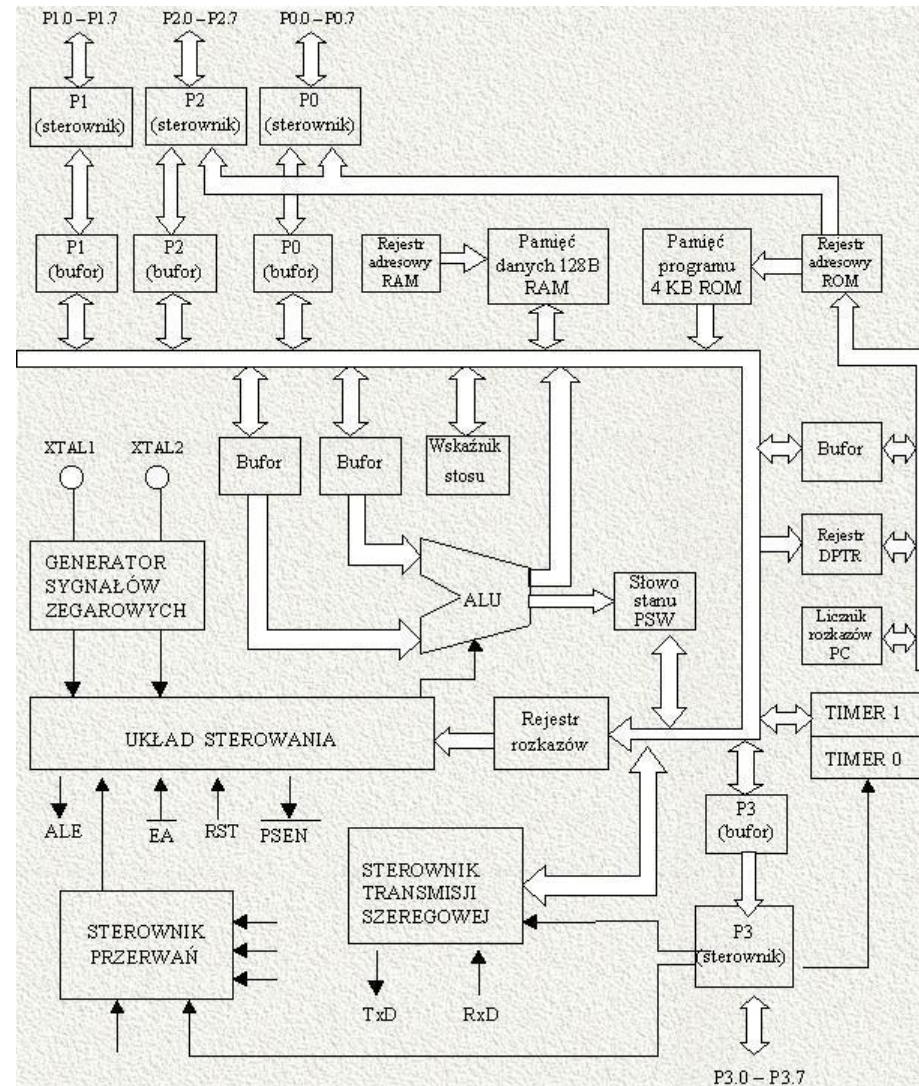 P1.0 – P1.7
P2.0 – P2.7
P0.0 – P0.7
P1
(sterownik)
P2
(sterownik)
P0
(sterownik)
P1
(bufor)
P2
(bufor)
P0
(bufor)
Rejestr
adresowy
RAM
Pamięć
danych 128B
RAM
Pamięć
programu
4 KB ROM
Rejestr
adresowy
ROM
XTAL1
XTAL2
Bufor
Bufor
Wskaźnik
stosu
Bufor
GENERATOR
SYGNAŁÓW
ZEGAROWYCH
ALU
Słowo
stanu
PSW
Rejestr
DPTR
Licznik
rozkazów
PC
UKŁAD STEROWANIA
Rejestr
rozkazów
TIMER 1
TIMER 0
ALE
EA
RST
PSEN
P3
(bufor)
STEROWNIK
TRANSMISJI
SZEREGOWEJ
STEROWNIK
PRZERWAŃ
P3
(sterownik)
TxD
RxD
P3.0 – P3.7